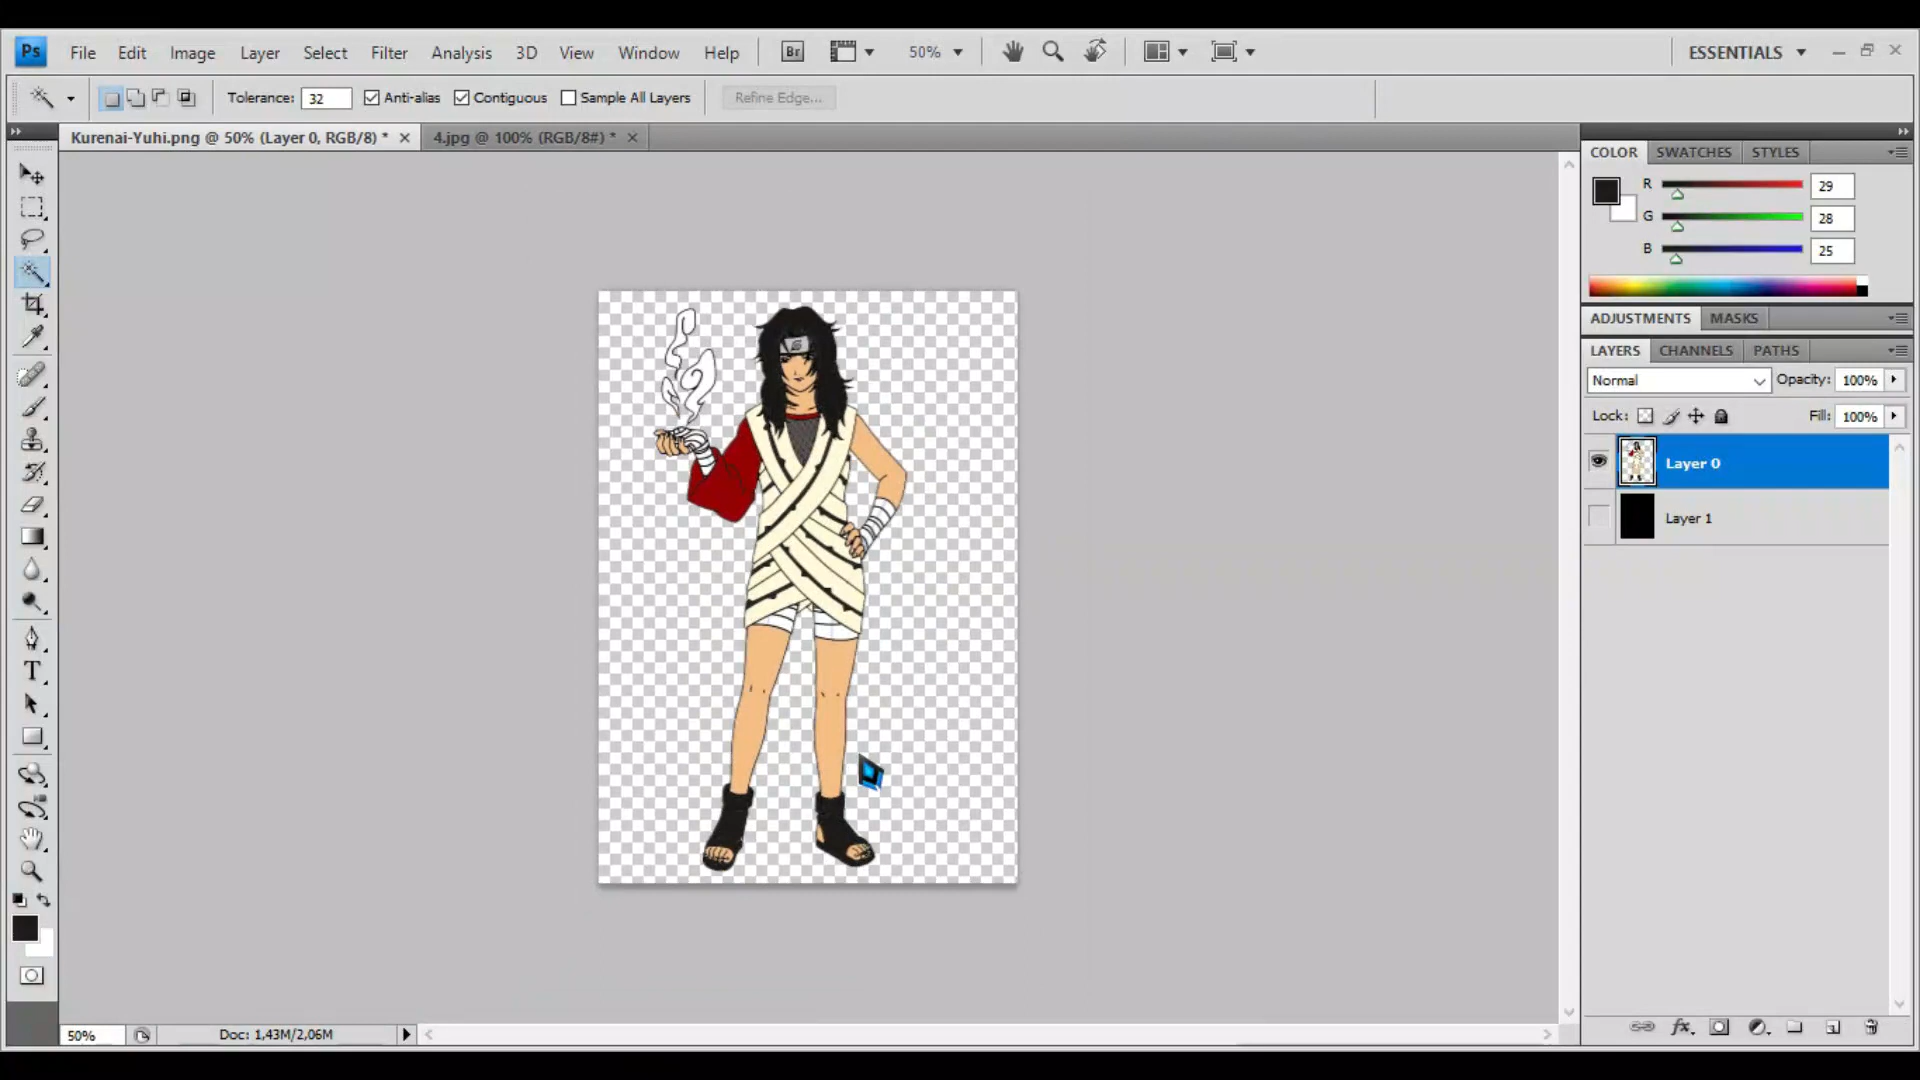 Ps File Edit Image Layer Select Filter Analysis 3D View Window Help Br 50% ESSENTIALS
Tolerance: 32 Anti-alias Contiguous Sample All Layers Refine Edge...
Kurenai-Yuhi.png @ 50% (Layer 0, RGB/8) * 4.jpg @ 100% (RGB/8#) *
COLOR SWATCHES STYLES
R 29
G 28
B 25
ADJUSTMENTS MASKS
LAYERS CHANNELS PATHS
Normal Opacity: 100%
Lock: Fill: 100%
Layer 0
Layer 1
T
fx
50% Doc: 1,43M/2,06M